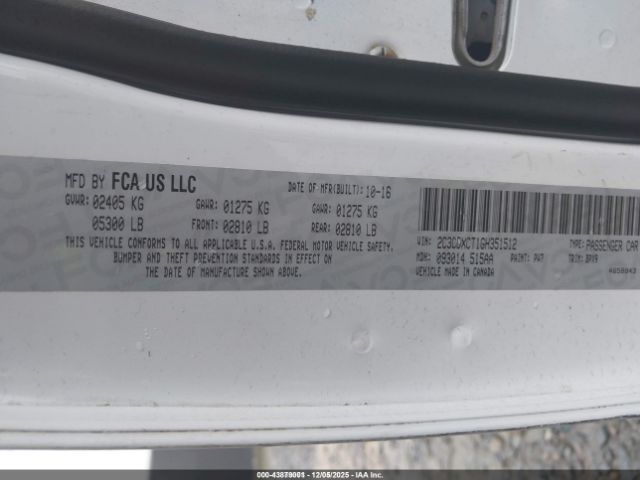 MFD BY FCA US LLC
DATE OF MFR(BUILT): 10-16
GVWR: 02405 KG GAWR: 01275 KG GAWR: 01275 KG
05300 LB FRONT: 02810 LB REAR: 02810 LB
THIS VEHICLE CONFORMS TO ALL APPLICABLE U.S.A. FEDERAL MOTOR VEHICLE SAFETY,
BUMPER AND THEFT PREVENTION STANDARDS IN EFFECT ON
THE DATE OF MANUFACTURE SHOWN ABOVE.
VIN: 2C3CDXCT1GH351512 TYPE: PASSENGER CAR
MDH: 093014 515AA PAINT: PW7 TRIM: BPX9
VEHICLE MADE IN CANADA
000-43879001 - 12/05/2025 - Copart, Inc.